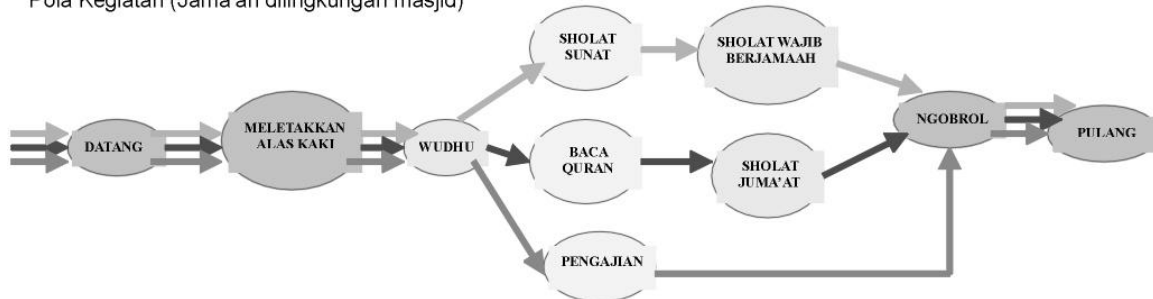 Pola Kegiatan (Jama'ah dilingkungan masjid)
DATANG
MELETAKKAN
ALAS KAKI
WUDHU
SHOLAT
SUNAT
SHOLAT WAJIB
BERJAMAAH
BACA
QURAN
SHOLAT
JUMA'AT
PENGAJIAN
NGOBROL
PULANG